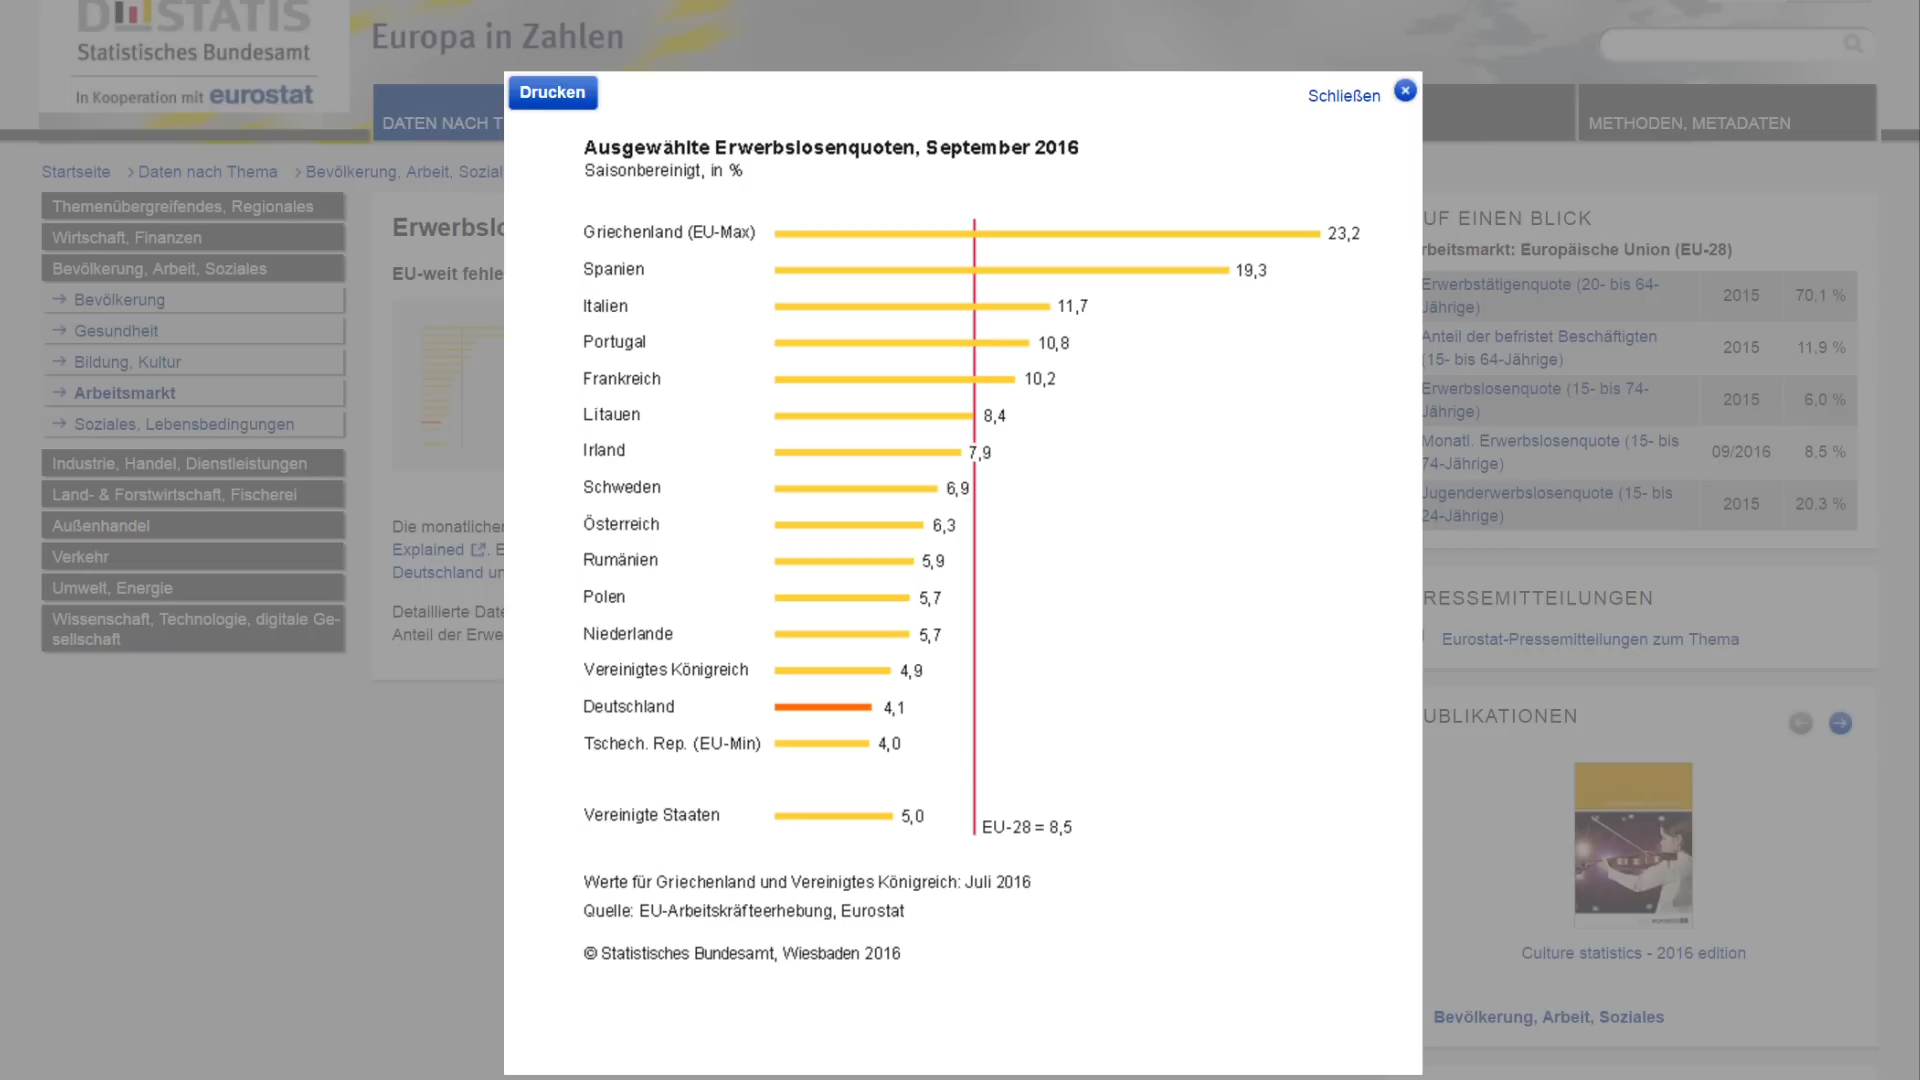 DESTATIS
Statistisches Bundesamt
In Kooperation mit eurostat
Europa in Zahlen
DATEN NACH T
METHODEN, METADATEN
Startseite > Daten nach Thema > Bevölkerung, Arbeit, Sozial
Themenübergreifendes, Regionales
Wirtschaft, Finanzen
Bevölkerung, Arbeit, Soziales
→ Bevölkerung
→ Gesundheit
→ Bildung, Kultur
→ Arbeitsmarkt
→ Soziales, Lebensbedingungen
Industrie, Handel, Dienstleistungen
Land- & Forstwirtschaft, Fischerei
Außenhandel
Verkehr
Umwelt, Energie
Wissenschaft, Technologie, digitale Ge-
sellschaft
Erwerbslo
EU-weit fehle
Die monatlicher
Explained . E
Deutschland un
Detaillierte Date
Anteil der Erwe
Drucken
Schließen
Ausgewählte Erwerbslosenquoten, September 2016
Saisonbereinigt, in %
Griechenland (EU-Max) 23,2
Spanien 19,3
Italien 11,7
Portugal 10,8
Frankreich 10,2
Litauen 8,4
Irland 7,9
Schweden 6,9
Österreich 6,3
Rumänien 5,9
Polen 5,7
Niederlande 5,7
Vereinigtes Königreich 4,9
Deutschland 4,1
Tschech. Rep. (EU-Min) 4,0
Vereinigte Staaten 5,0
EU-28 = 8,5
Werte für Griechenland und Vereinigtes Königreich: Juli 2016
Quelle: EU-Arbeitskräfteerhebung, Eurostat
© Statistisches Bundesamt, Wiesbaden 2016
UF EINEN BLICK
rbeitsmarkt: Europäische Union (EU-28)
Erwerbstätigenquote (20- bis 64-
Jährige) 2015 70,1 %
Anteil der befristet Beschäftigten
(15- bis 64-Jährige) 2015 11,9 %
Erwerbslosenquote (15- bis 74-
Jährige) 2015 6,0 %
Monatl. Erwerbslosenquote (15- bis
74-Jährige) 09/2016 8,5 %
Jugenderwerbslosenquote (15- bis
24-Jährige) 2015 20,3 %
RESSEMITTEILUNGEN
Eurostat-Pressemitteilungen zum Thema
UBLIKATIONEN
Culture statistics - 2016 edition
Bevölkerung, Arbeit, Soziales